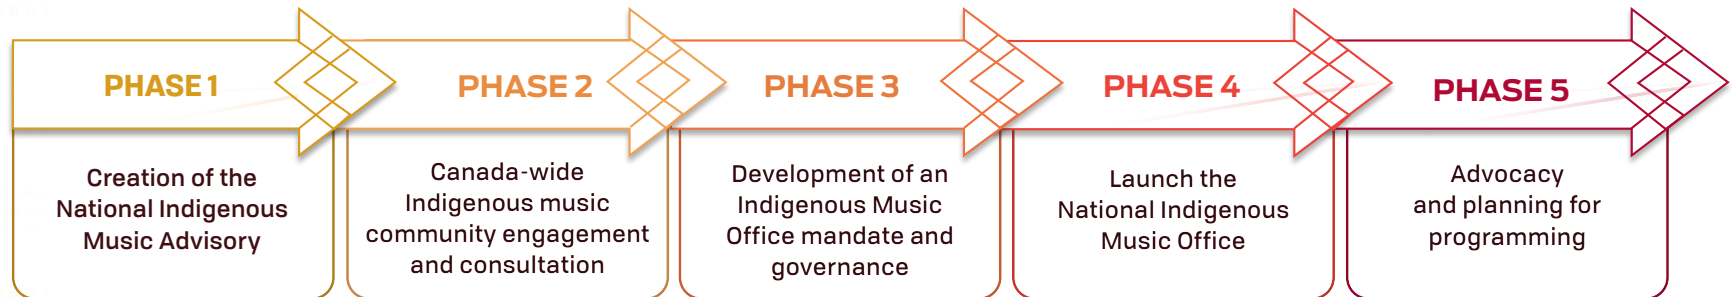 PHASE 1
Creation of the
National Indigenous
Music Advisory
PHASE 2
Canada-wide
Indigenous music
community engagement
and consultation
PHASE 3
Development of an
Indigenous Music
Office mandate and
governance
PHASE 4
Launch the
National Indigenous
Music Office
PHASE 5
Advocacy
and planning for
programming